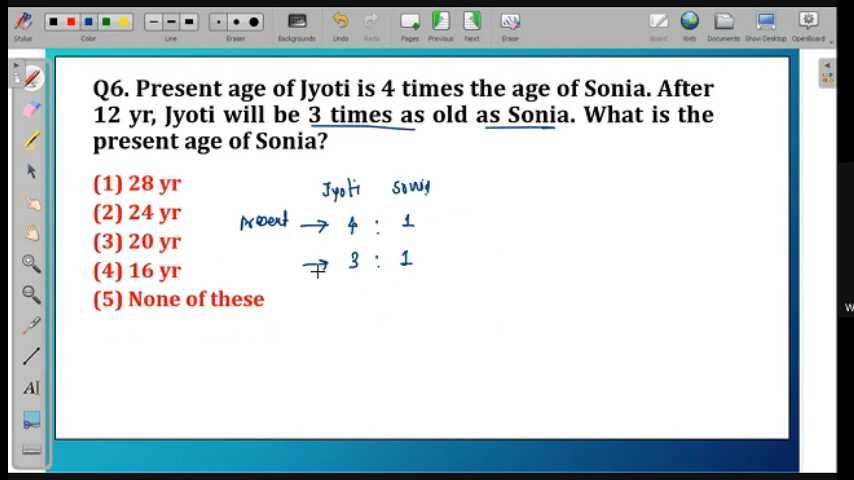 Stylus
Color
Line
Eraser
Backgrounds
Undo
Redo
Pages
Previous
Next
Erase
Board
Web
Documents
Show Desktop
OpenBoard
Q6. Present age of Jyoti is 4 times the age of Sonia. After
12 yr, Jyoti will be 3 times as old as Sonia. What is the
present age of Sonia?
(1) 28 yr
(2) 24 yr
(3) 20 yr
(4) 16 yr
(5) None of these
Jyoti Sonia
Present → 4 : 1
→ 3 : 1
AI
W